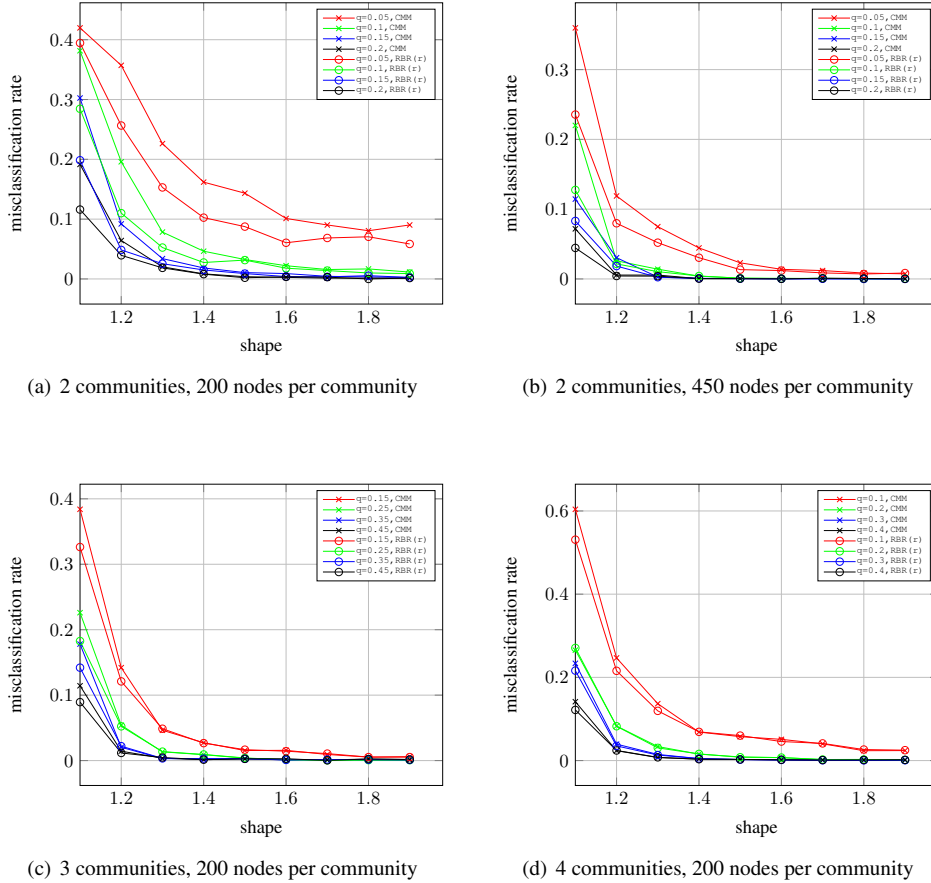 q=0.05,CMM
q=0.1,CMM
q=0.15,CMM
q=0.2,CMM
q=0.05,RBR(r)
q=0.1,RBR(r)
q=0.15,RBR(r)
q=0.2,RBR(r)
0.4
0.3
0.2
0.1
0
misclassification rate
1.2 1.4 1.6 1.8
shape
(a) 2 communities, 200 nodes per community
q=0.05,CMM
q=0.1,CMM
q=0.15,CMM
q=0.2,CMM
q=0.05,RBR(r)
q=0.1,RBR(r)
q=0.15,RBR(r)
q=0.2,RBR(r)
0.3
0.2
0.1
0
misclassification rate
1.2 1.4 1.6 1.8
shape
(b) 2 communities, 450 nodes per community
q=0.15,CMM
q=0.25,CMM
q=0.35,CMM
q=0.45,CMM
q=0.15,RBR(r)
q=0.25,RBR(r)
q=0.35,RBR(r)
q=0.45,RBR(r)
0.4
0.3
0.2
0.1
0
misclassification rate
1.2 1.4 1.6 1.8
shape
(c) 3 communities, 200 nodes per community
q=0.1,CMM
q=0.2,CMM
q=0.3,CMM
q=0.4,CMM
q=0.1,RBR(r)
q=0.2,RBR(r)
q=0.3,RBR(r)
q=0.4,RBR(r)
0.6
0.4
0.2
0
misclassification rate
1.2 1.4 1.6 1.8
shape
(d) 4 communities, 200 nodes per community